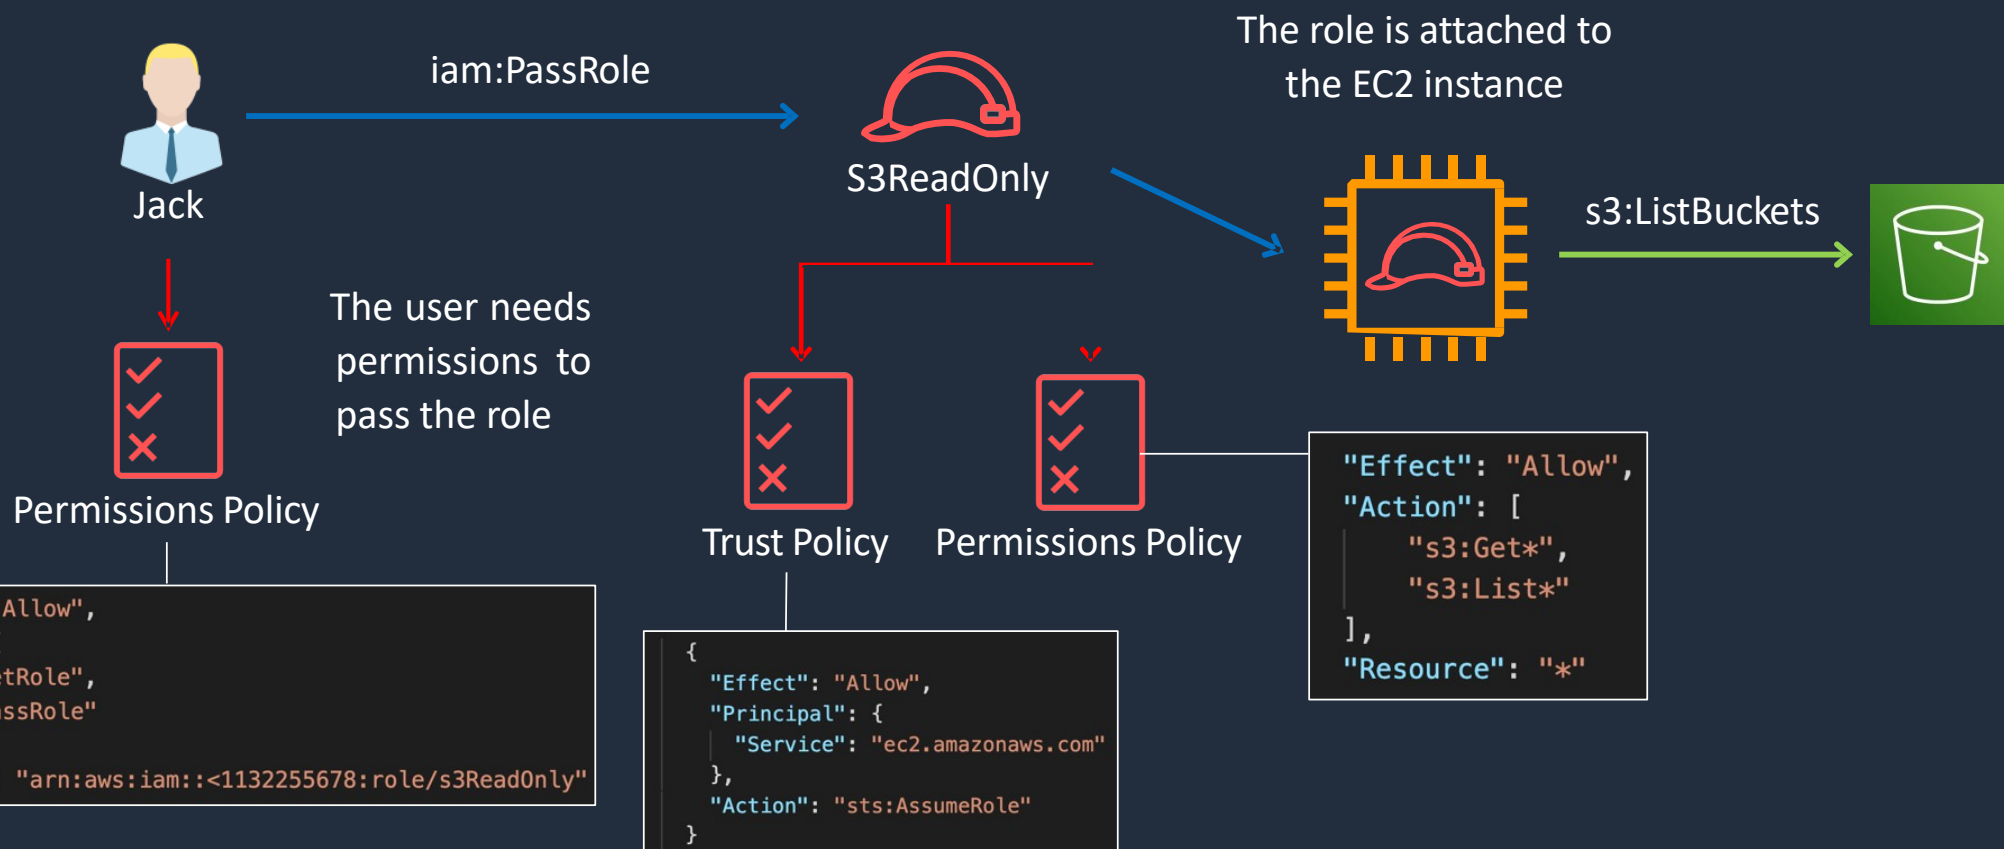 The role is attached to
the EC2 instance
iam:PassRole
S3ReadOnly
Jack
s3:ListBuckets
The user needs
permissions to
pass the role
Permissions Policy
Trust Policy
Permissions Policy
Allow",
etRole",
assRole"
"arn:aws:iam::<1132255678:role/s3ReadOnly"
{
"Effect": "Allow",
"Principal": {
"Service": "ec2.amazonaws.com"
},
"Action": "sts:AssumeRole"
}
"Effect": "Allow",
"Action": [
"s3:Get*",
"s3:List*"
],
"Resource": "*"